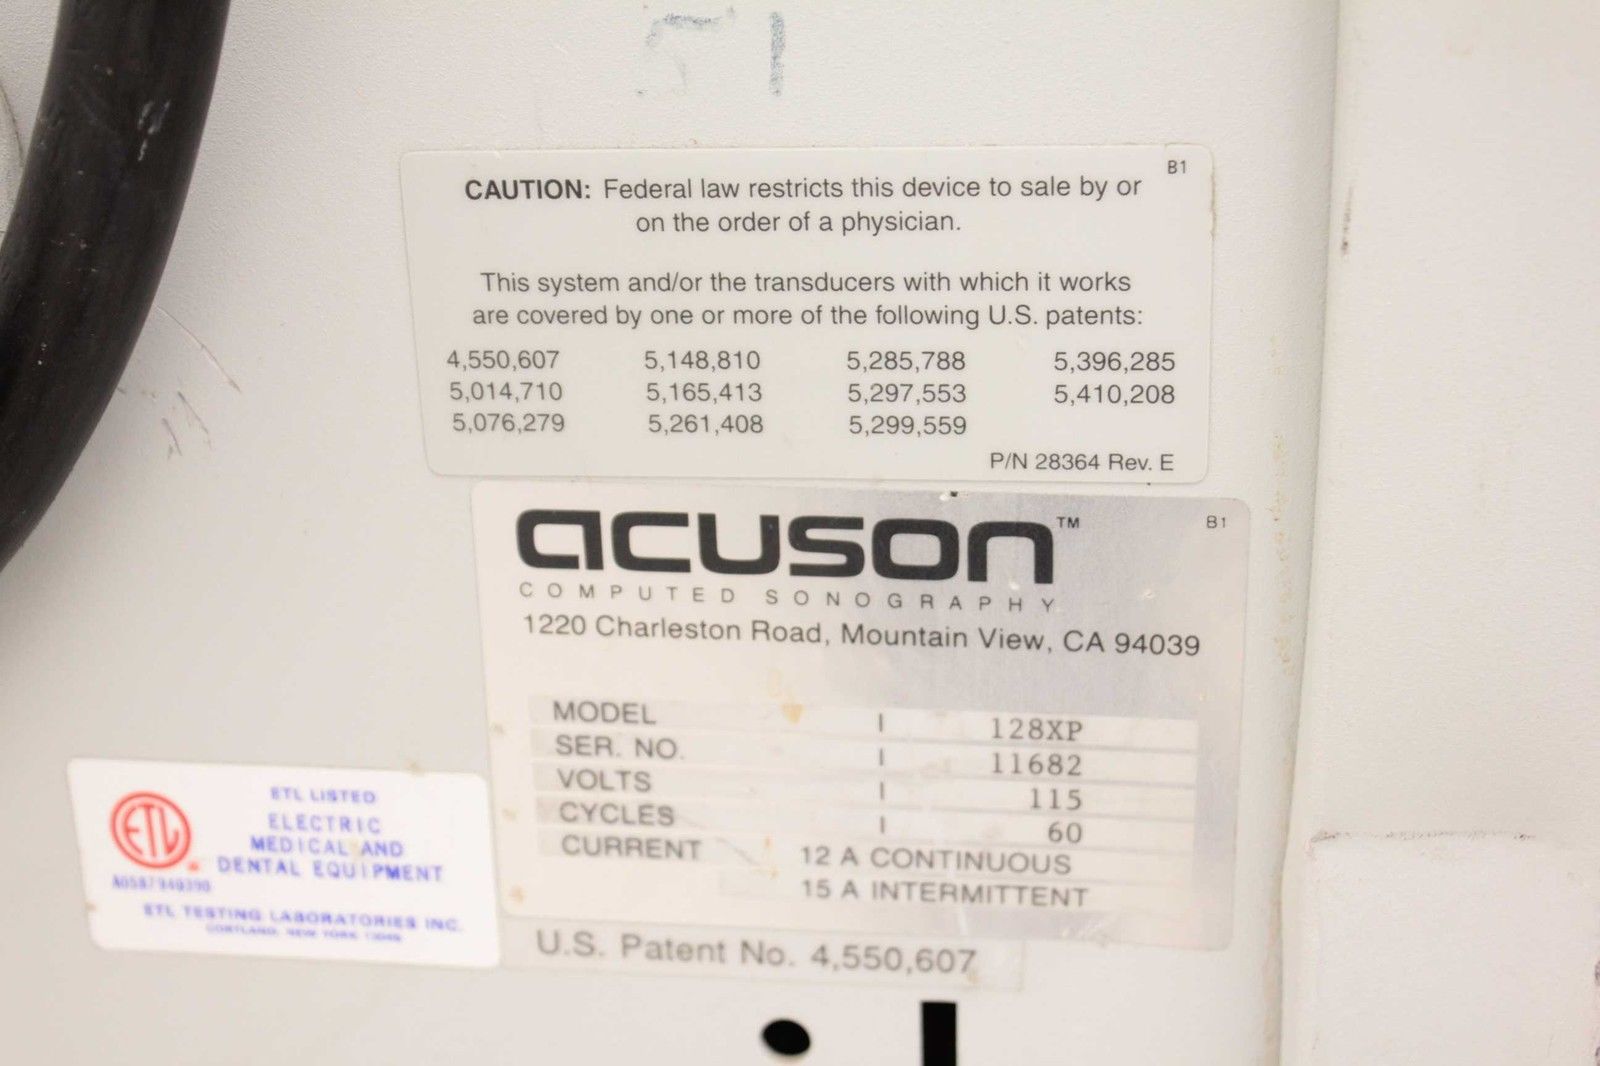 51
B1
CAUTION: Federal law restricts this device to sale by or
on the order of a physician.
This system and/or the transducers with which it works
are covered by one or more of the following U.S. patents:
4,550,607 5,148,810 5,285,788 5,396,285
5,014,710 5,165,413 5,297,553 5,410,208
5,076,279 5,261,408 5,299,559
P/N 28364 Rev. E
acuson™ B1
COMPUTED SONOGRAPHY
1220 Charleston Road, Mountain View, CA 94039
MODEL 128XP
SER. NO. 11682
VOLTS 115
CYCLES 60
CURRENT 12 A CONTINUOUS
15 A INTERMITTENT
U.S. Patent No. 4,550,607
ETL
ETL LISTED
ELECTRIC
MEDICAL AND
DENTAL EQUIPMENT
ETL TESTING LABORATORIES INC.
CORTLAND, NEW YORK